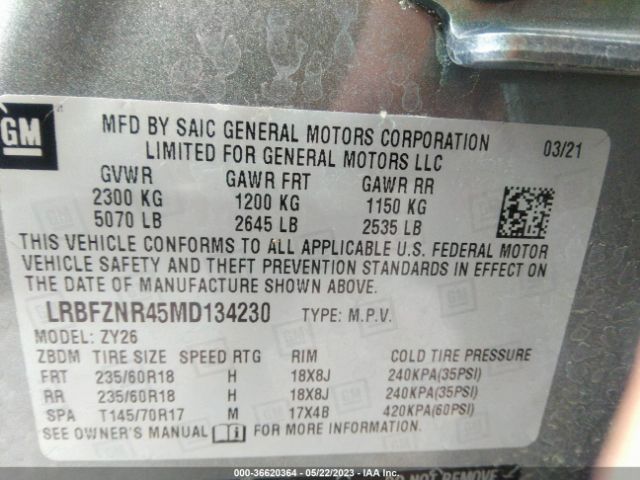 GM
MFD BY SAIC GENERAL MOTORS CORPORATION
LIMITED FOR GENERAL MOTORS LLC
03/21
GVWR GAWR FRT GAWR RR
2300 KG 1200 KG 1150 KG
5070 LB 2645 LB 2535 LB
THIS VEHICLE CONFORMS TO ALL APPLICABLE U.S. FEDERAL MOTOR
VEHICLE SAFETY AND THEFT PREVENTION STANDARDS IN EFFECT ON
THE DATE OF MANUFACTURE SHOWN ABOVE.
LRBFZNR45MD134230 TYPE: M.P.V.
MODEL: ZY26
ZBDM TIRE SIZE SPEED RTG RIM COLD TIRE PRESSURE
FRT 235/60R18 H 18X8J 240KPA(35PSI)
RR 235/60R18 H 18X8J 240KPA(35PSI)
SPA T145/70R17 M 17X4B 420KPA(60PSI)
SEE OWNER'S MANUAL FOR MORE INFORMATION.
000-36620364 - 05/22/2023 - IAA Inc.
DO NOT REMOVE